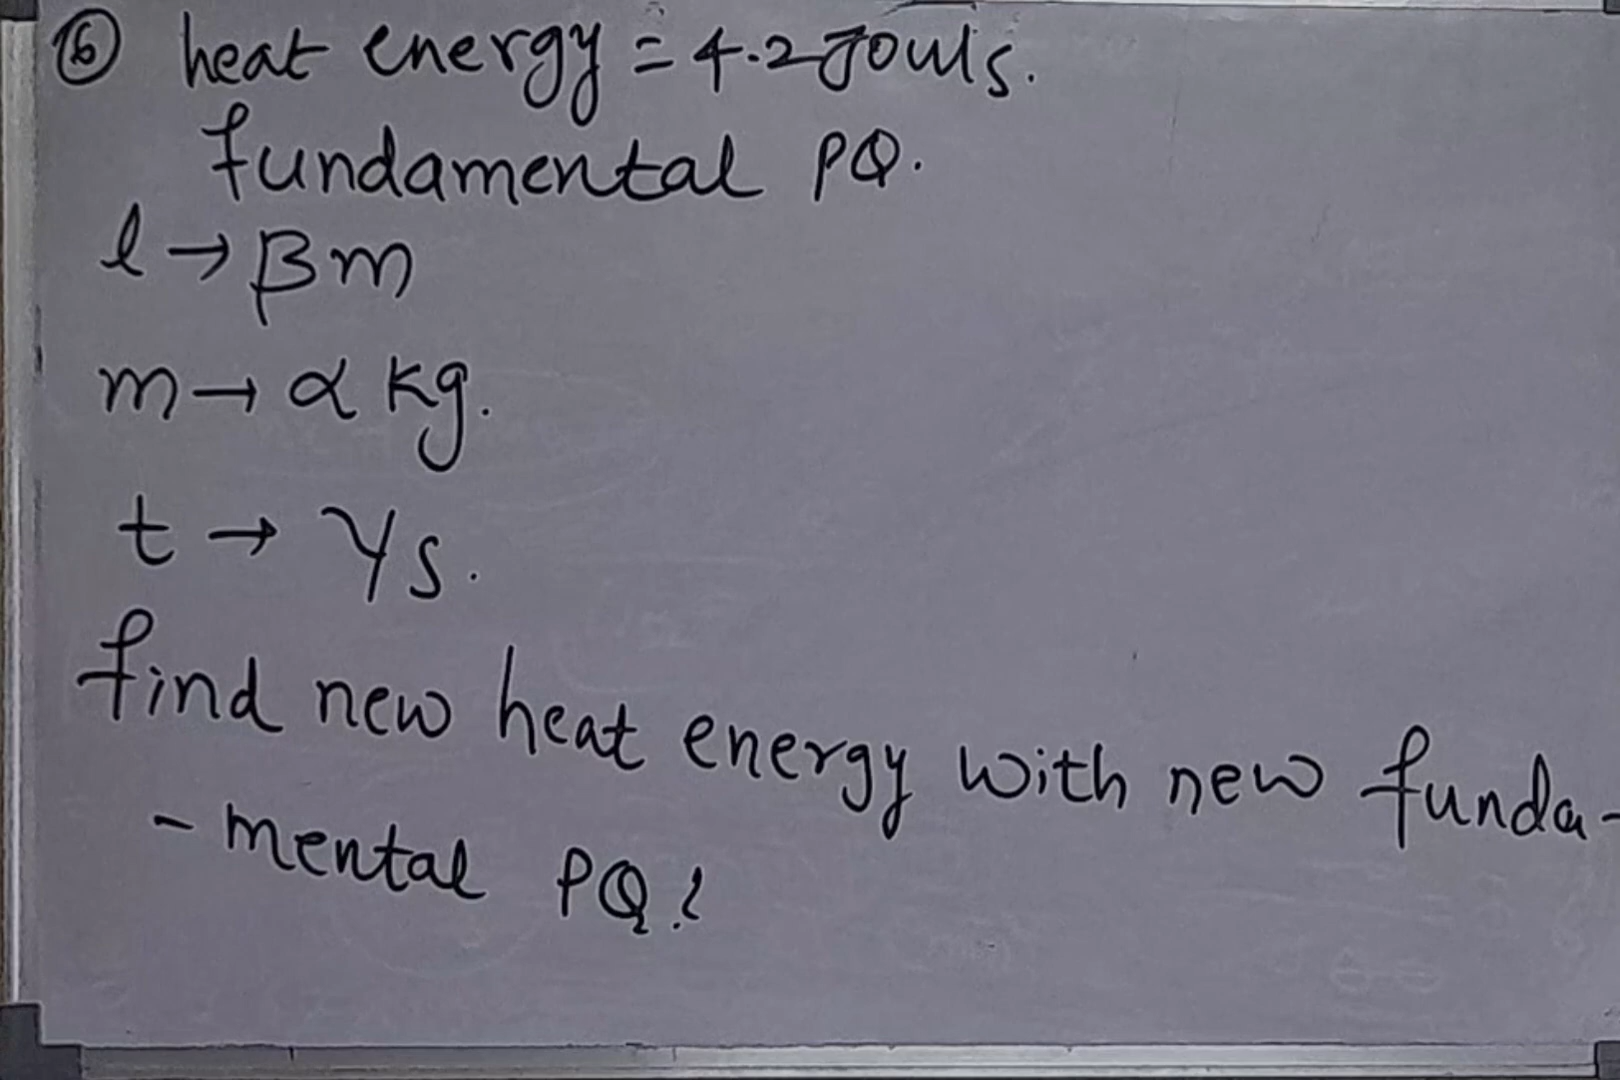 16 heat energy = 4.2 Jouls.
fundamental PQ.
l → βm
m → α kg.
t → γs.
find new heat energy with new funda-
-mental PQ?